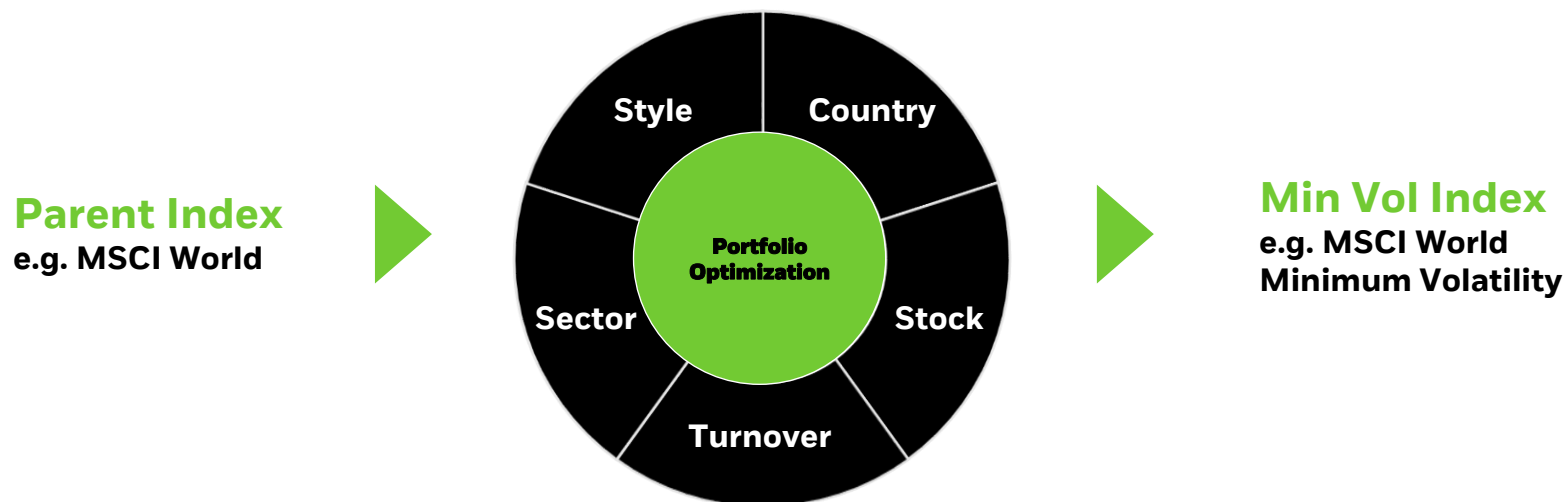 Parent Index
e.g. MSCI World
Style
Country
Sector
Portfolio
Optimization
Stock
Turnover
Min Vol Index
e.g. MSCI World
Minimum Volatility